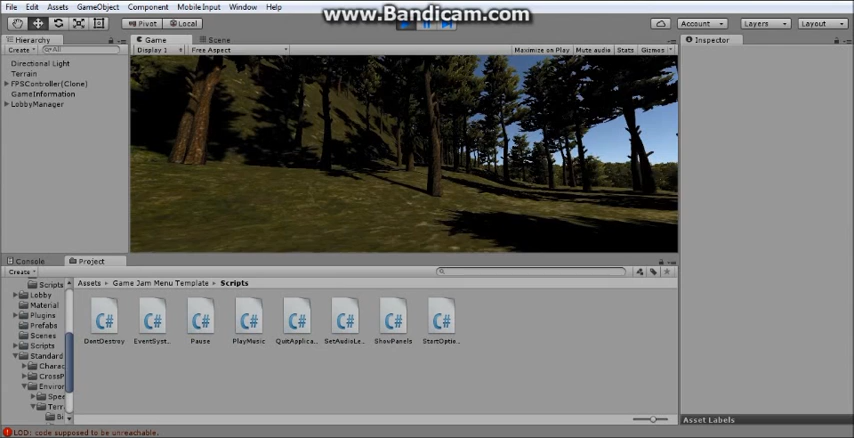 File Edit Assets GameObject Component Mobile Input Window Help
www.Bandicam.com
Pivot Local Account Layers Layout
Hierarchy Game Scene Inspector
Create All Display 1 Free Aspect Maximize on Play Mute audio Stats Gizmos
Directional Light
Terrain
FPSController(Clone)
GameInformation
LobbyManager
Console Project
Create
Scripts Assets Game Jam Menu Template Scripts
Lobby
Material
Plugins
Prefabs
Scenes
Scripts
Standard
Charac
CrossP
Environ
Spee
Terr
C# C# C# C# C# C# C# C#
DontDestroy EventSyst... Pause PlayMusic QuitApplica... SetAudioLe... ShowPanels StartOptio...
Asset Labels
LOD: code supposed to be unreachable.